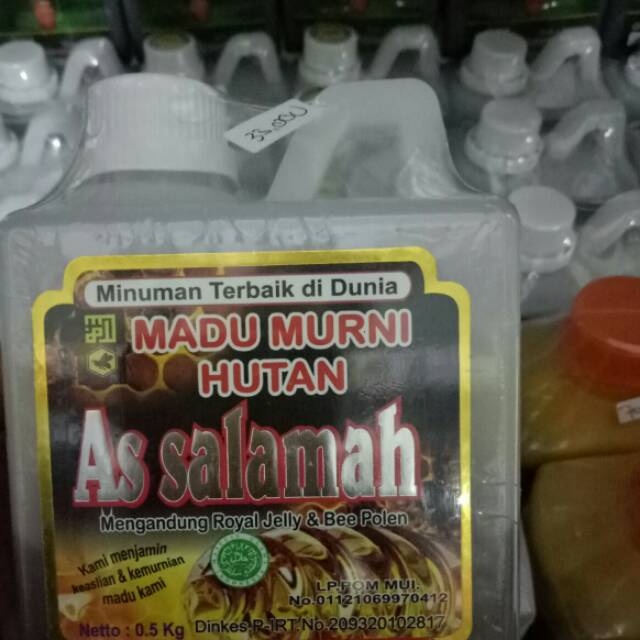 35.000
Minuman Terbaik di Dunia
MADU MURNI
HUTAN
As salamah
Mengandung Royal Jelly & Bee Polen
Kami menjamin
keaslian & kemurnian
madu kami
LP.POM MUI.
No.01121069970412
Netto : 0.5 Kg
Dinkes P-IRT.No.209320102817